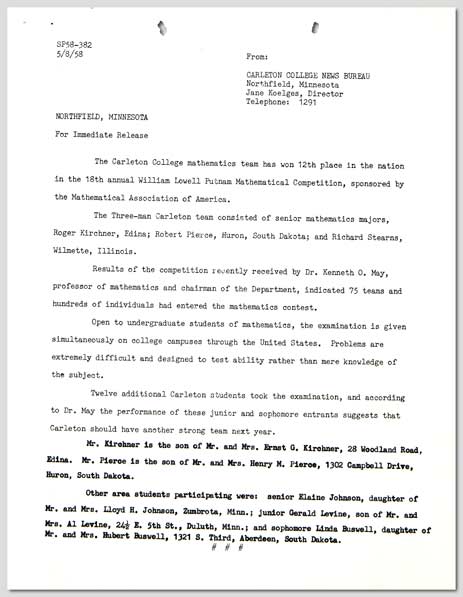 SP58-382
5/8/58
From:
CARLETON COLLEGE NEWS BUREAU
Northfield, Minnesota
Jane Koelges, Director
Telephone: 1291
NORTHFIELD, MINNESOTA
For Immediate Release
The Carleton College mathematics team has won 12th place in the nation
in the 18th annual William Lowell Putnam Mathematical Competition, sponsored by
the Mathematical Association of America.
The Three-man Carleton team consisted of senior mathematics majors,
Roger Kirchner, Edina; Robert Pierce, Huron, South Dakota; and Richard Stearns,
Wilmette, Illinois.
Results of the competition recently received by Dr. Kenneth O. May,
professor of mathematics and chairman of the Department, indicated 75 teams and
hundreds of individuals had entered the mathematics contest.
Open to undergraduate students of mathematics, the examination is given
simultaneously on college campuses through the United States. Problems are
extremely difficult and designed to test ability rather than mere knowledge of
the subject.
Twelve additional Carleton students took the examination, and according
to Dr. May the performance of these junior and sophomore entrants suggests that
Carleton should have another strong team next year.
Mr. Kirchner is the son of Mr. and Mrs. Ernst G. Kirchner, 28 Woodland Road,
Edina. Mr. Pierce is the son of Mr. and Mrs. Henry M. Pierce, 1302 Campbell Drive,
Huron, South Dakota.
Other area students participating were: senior Elaine Johnson, daughter of
Mr. and Mrs. Lloyd H. Johnson, Zumbrota, Minn.; junior Gerald Levine, son of Mr. and
Mrs. Al Levine, 24½ E. 5th St., Duluth, Minn.; and sophomore Linda Buswell, daughter of
Mr. and Mrs. Hubert Buswell, 1321 S. Third, Aberdeen, South Dakota.
# # #